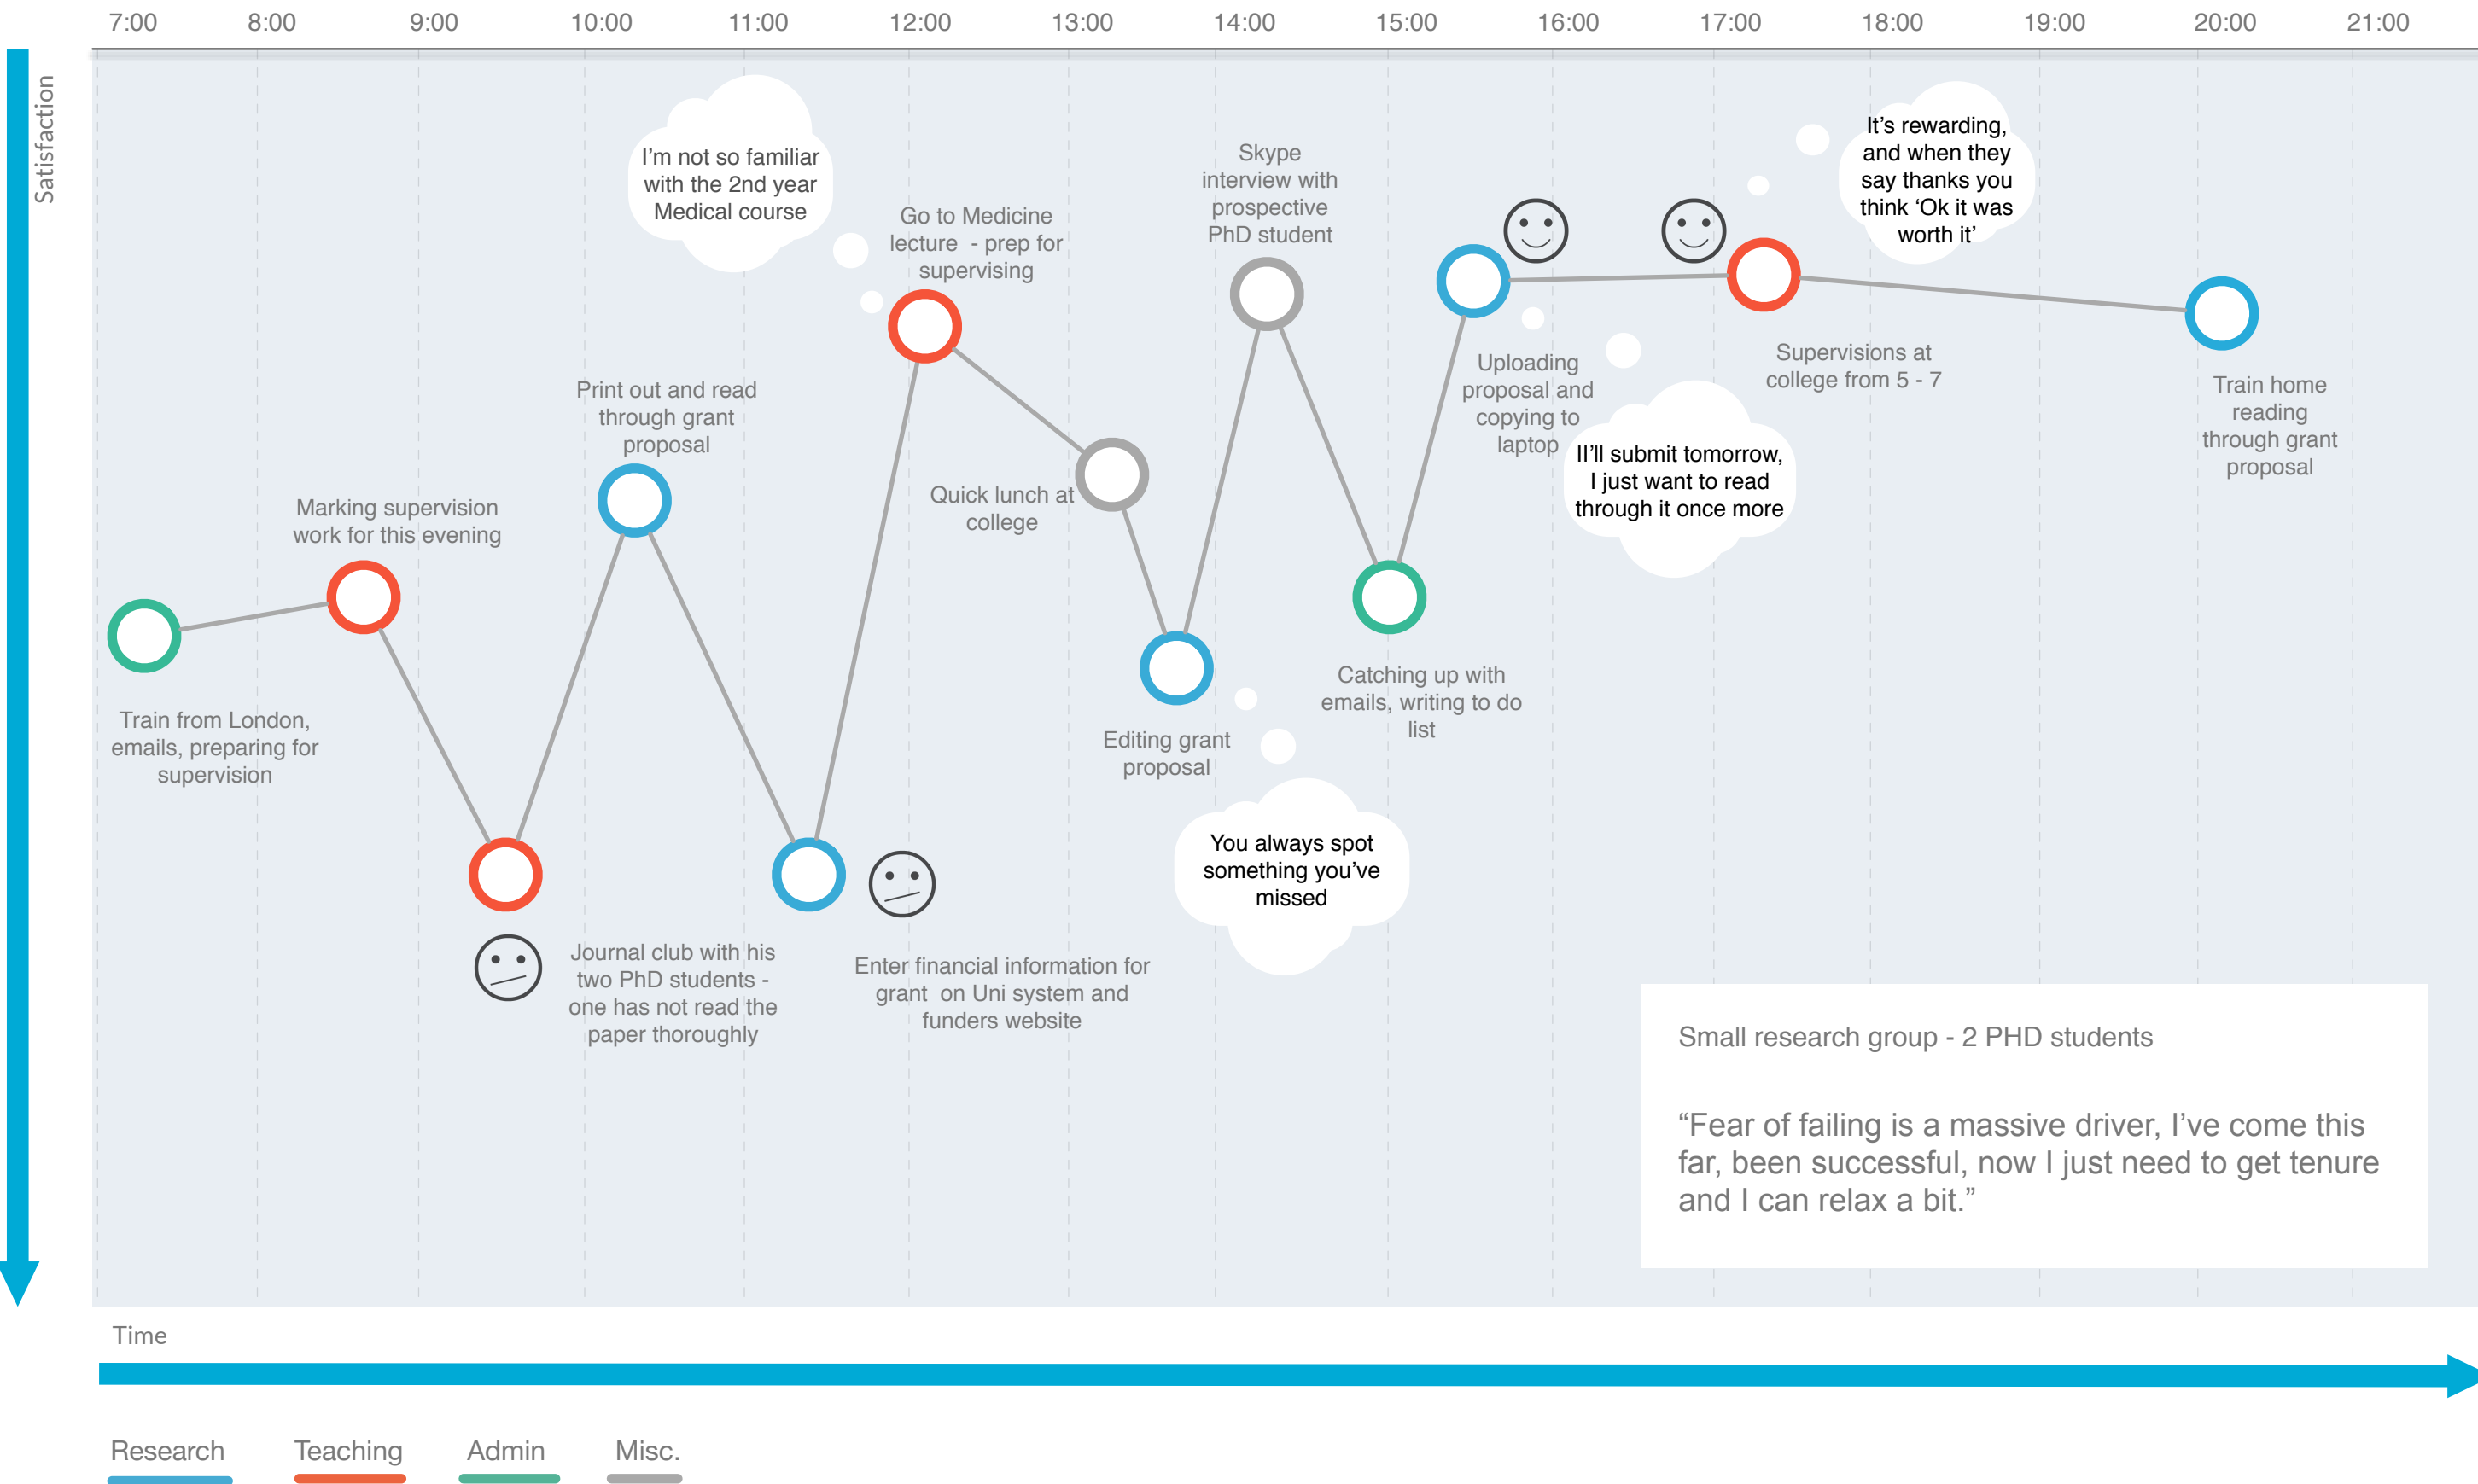 7:00 8:00 9:00 10:00 11:00 12:00 13:00 14:00 15:00 16:00 17:00 18:00 19:00 20:00 21:00
Satisfaction
I'm not so familiar
with the 2nd year
Medical course
Go to Medicine
lecture - prep for
supervising
Skype
interview with
prospective
PhD student
It's rewarding,
and when they
say thanks you
think ‘Ok it was
worth it’
Print out and read
through grant
proposal
Marking supervision
work for this evening
Quick lunch at
college
Uploading
proposal and
copying to
laptop
II'll submit tomorrow,
I just want to read
through it once more
Supervisions at
college from 5 - 7
Train home
reading
through grant
proposal
Train from London,
emails, preparing for
supervision
Editing grant
proposal
Catching up with
emails, writing to do
list
You always spot
something you’ve
missed
Journal club with his
two PhD students -
one has not read the
paper thoroughly
Enter financial information for
grant on Uni system and
funders website
Small research group - 2 PHD students
“Fear of failing is a massive driver, I’ve come this
far, been successful, now I just need to get tenure
and I can relax a bit.”
Time
Research Teaching Admin Misc.